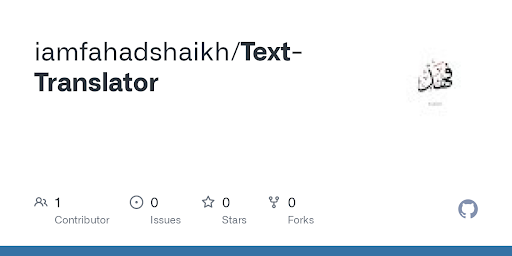 iamfahadshaikh/Text-
Translator
1
Contributor
0
Issues
0
Stars
0
Forks